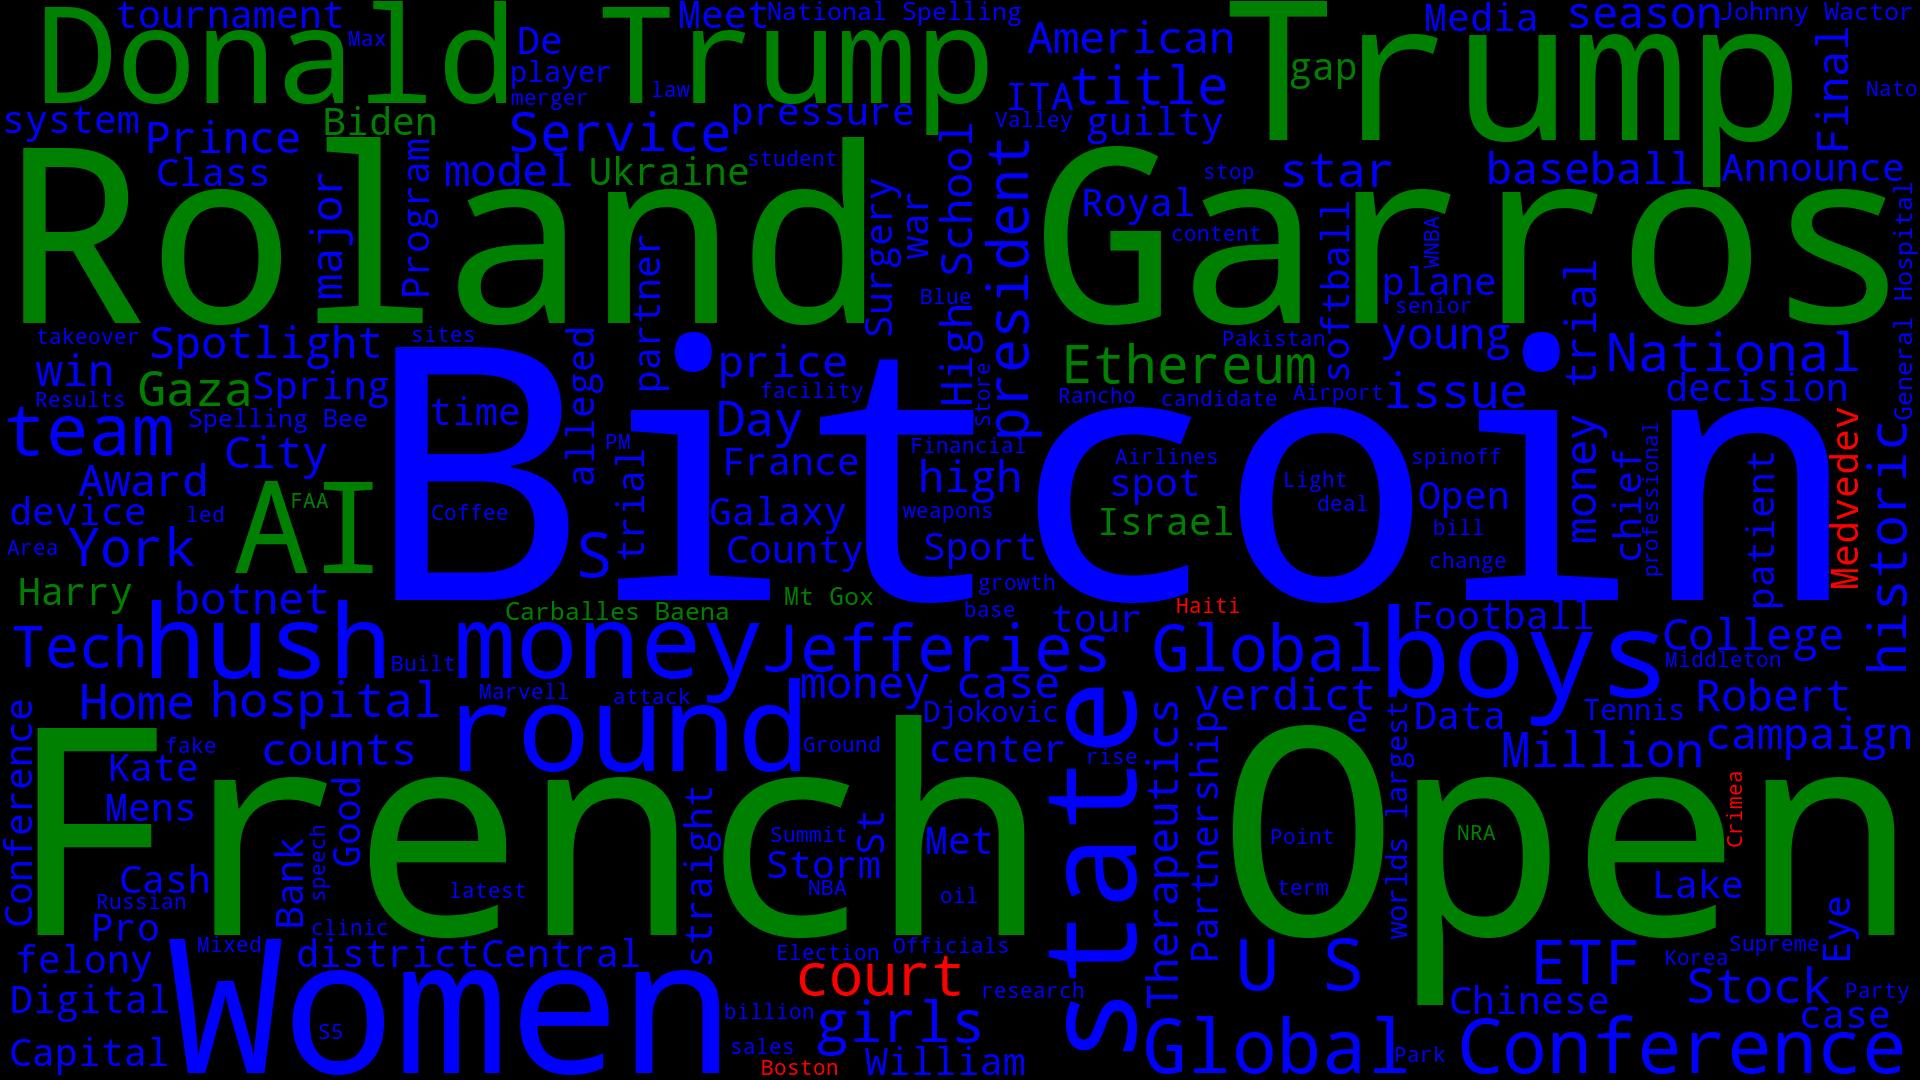 Donald Trump
Trump
Roland Garros
Bitcoin
French Open
tournament
Max
Meet
National Spelling
De
player
merger
law
American
Media
season
Johnny Wactor
gap
Final
Nato
ITA
title
Valley
guilty
system
Prince
Biden
Service
pressure
Class
model
Ukraine
student
School
president
stop
star
baseball
Announce
major
Program
partner
Surgery
war
Royal
content
softball
WNBA
plane
senior
trial
General Hospital
Blue
High
takeover
Spotlight
sites
price
Ethereum
Pakistan
young
National
win
Gaza
Spring
alleged
facility
store
Rancho
candidate
Airport
issue
decision
Results
Spelling Bee
time
Day
team
City
PM
France
Financial
Airlines
spinoff
money
professional
Medvedev
Award
high
spot
Light
Open
chief
patient
historic
device
led
AI
FAA
Coffee
S
trial
Galaxy
weapons
Israel
deal
bill
Area
York
County
Sport
change
Harry
botnet
Carballes Baena
Mt Gox
growth
base
Haiti
tour
Football
Tech
hush money
Built
Jefferies
Global
boys
College
Middleton
Home
hospital
Marvell
attack
money case
verdict
Robert
Conference
round
Djokovic
state
Therapeutics
Partnership
e
Data
Tennis
campaign
fake
counts
Ground
center
rise
worlds largest
Million
Kate
Mens
Good
Crimea
Bank
speech
straight
Summit
St
Met
Point
NRA
Storm
Cash
latest
NBA
oil
term
Lake
Russian
Pro
clinic
Eye
felony
Mixed
district
Central
Election
Officials
U S
ETF
Korea
Supreme
Women
court
research
Digital
Chinese
Stock
Party
S5
billion
girls
case
Capital
sales
Boston
William
Global
Park
Conference